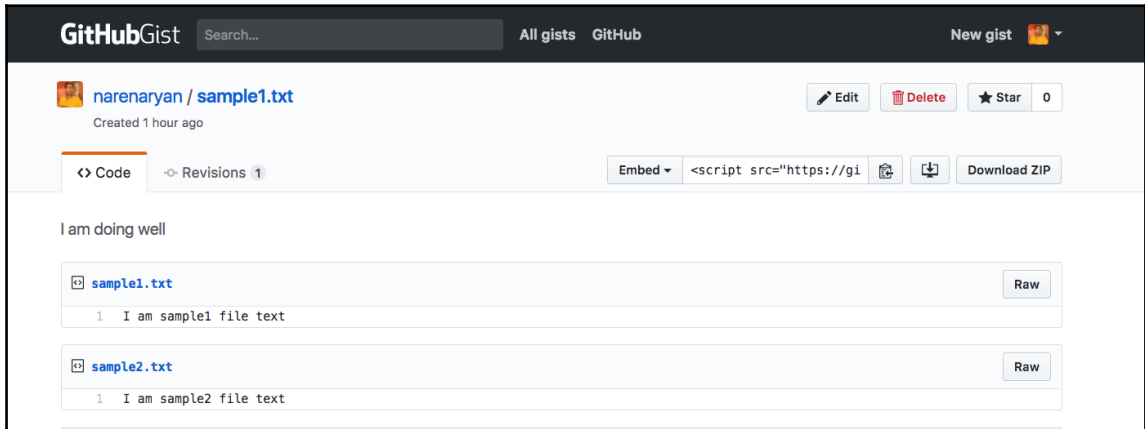 GitHubGist Search... All gists GitHub New gist
narenaryan / sample1.txt Edit Delete Star 0
Created 1 hour ago
Code Revisions 1 Embed <script src="https://gi Download ZIP
I am doing well
sample1.txt Raw
1 I am sample1 file text
sample2.txt Raw
1 I am sample2 file text